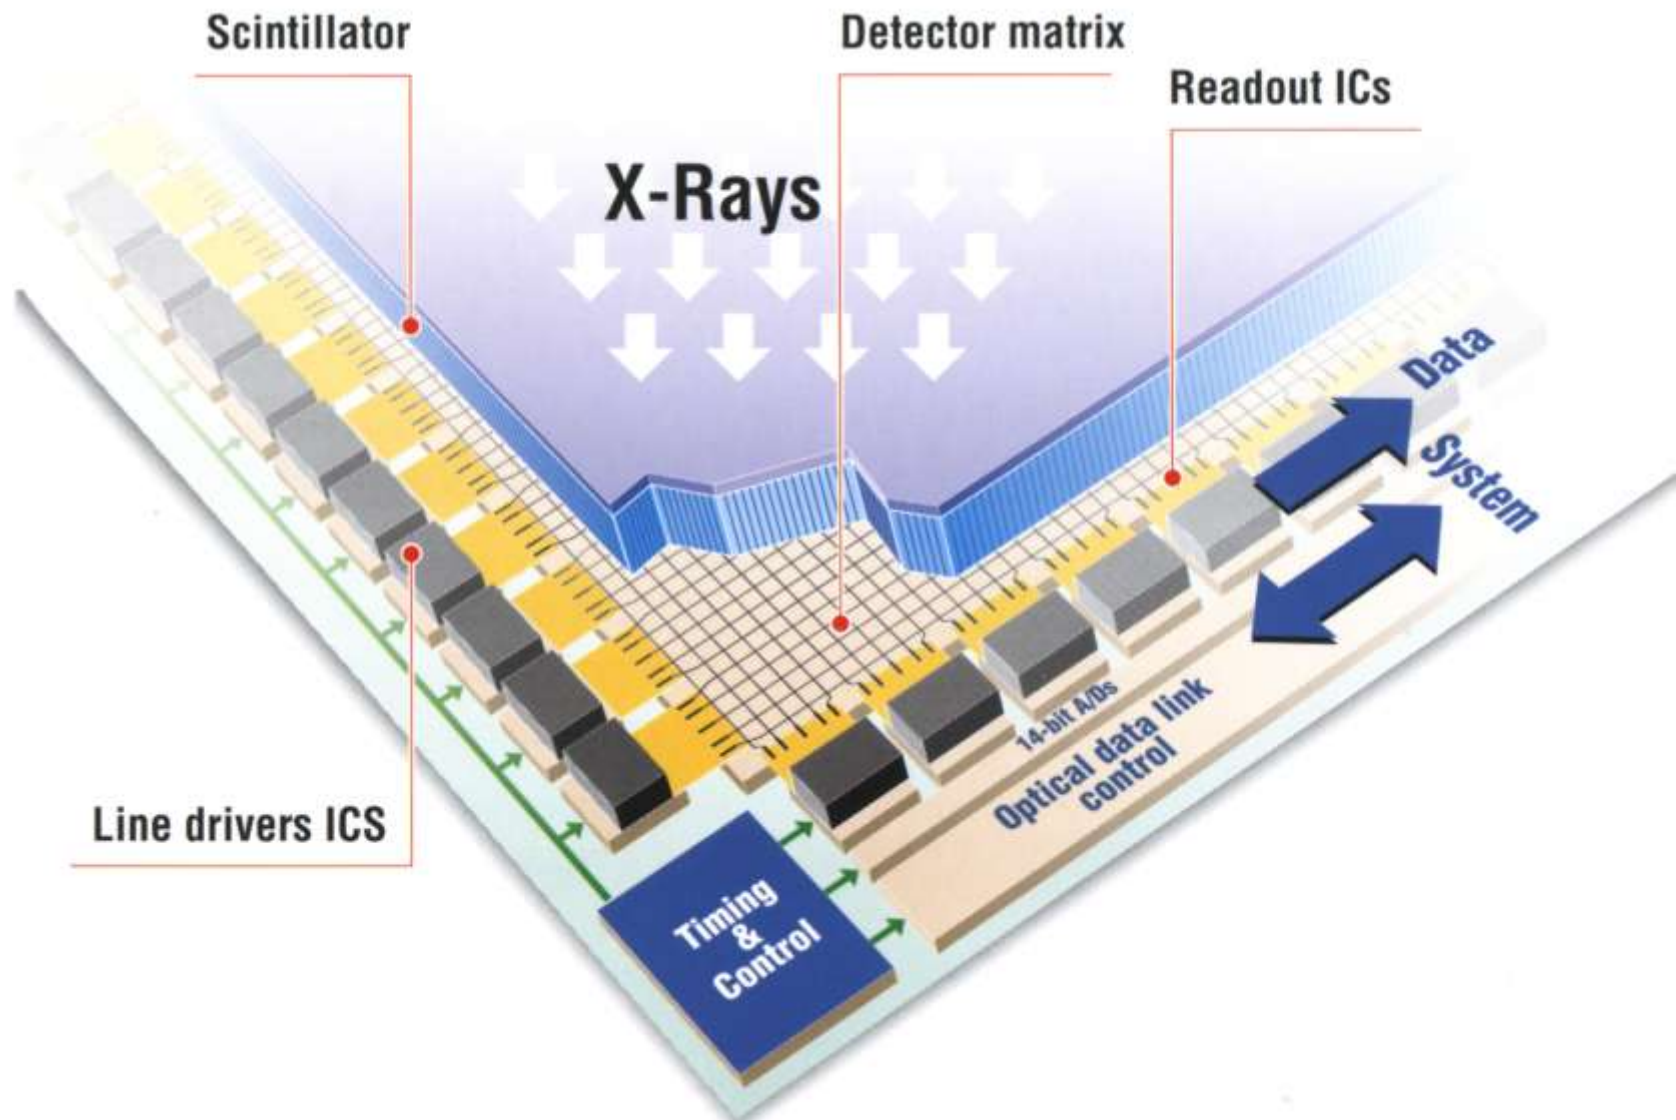 Scintillator
Detector matrix
Readout ICs
X-Rays
Data
System
14-bit A/Ds
Optical data link
control
Line drivers ICS
Timing
&
Control